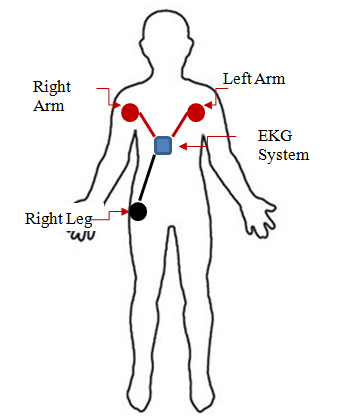 Left Arm
Right
Arm
EKG
System
Right Leg